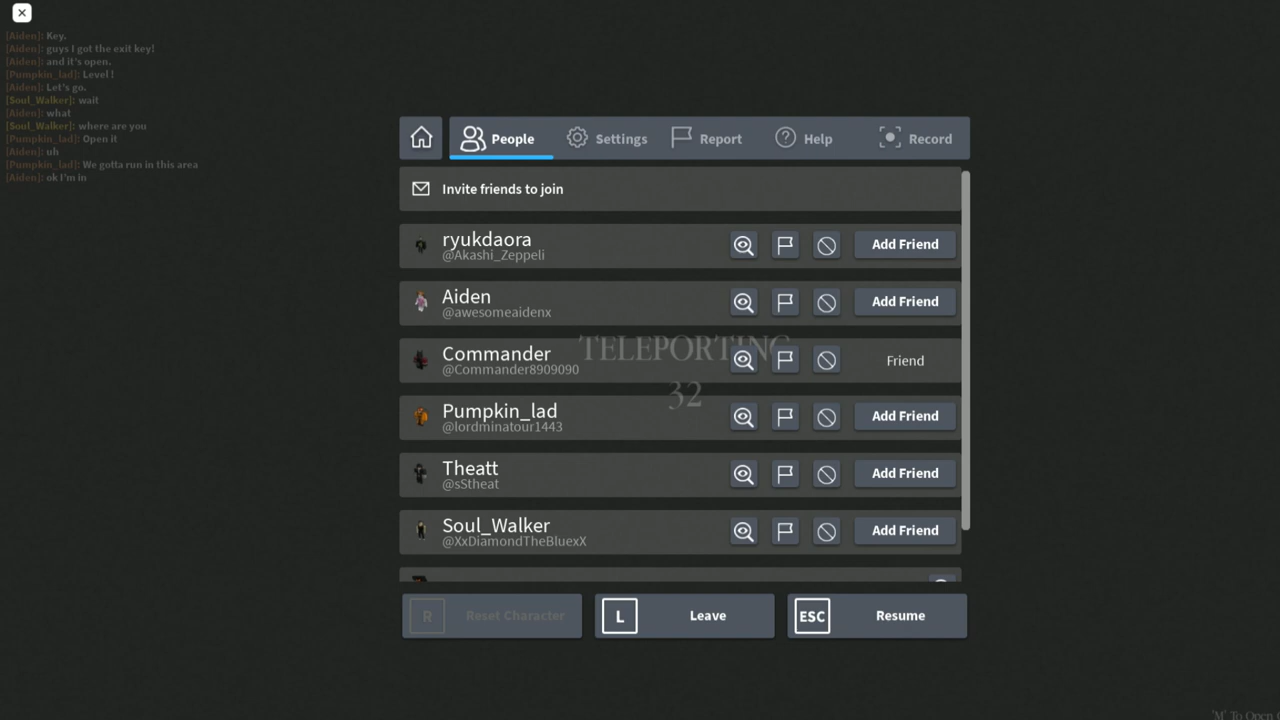 [Aiden]: Key.
[Aiden]: guys I got the exit key!
[Aiden]: and it's open.
[Pumpkin_lad]: Level !
[Aiden]: Let's go.
[Soul_Walker]: wait
[Aiden]: what
[Soul_Walker]: where are you
[Pumpkin_lad]: Open it
[Aiden]: uh
[Pumpkin_lad]: We gotta run in this area
[Aiden]: ok I'm in
People Settings Report Help Record
Invite friends to join
ryukdaora
@Akashi_Zeppeli
Add Friend
Aiden
@awesomeaidenx
Add Friend
TELEPORTING
Commander
@Commander8909090
Friend
32
Pumpkin_lad
@lordminatour1443
Add Friend
Theatt
@sStheat
Add Friend
Soul_Walker
@XxDiamondTheBluexX
Add Friend
R Reset Character
L Leave
ESC Resume
"M" To Open